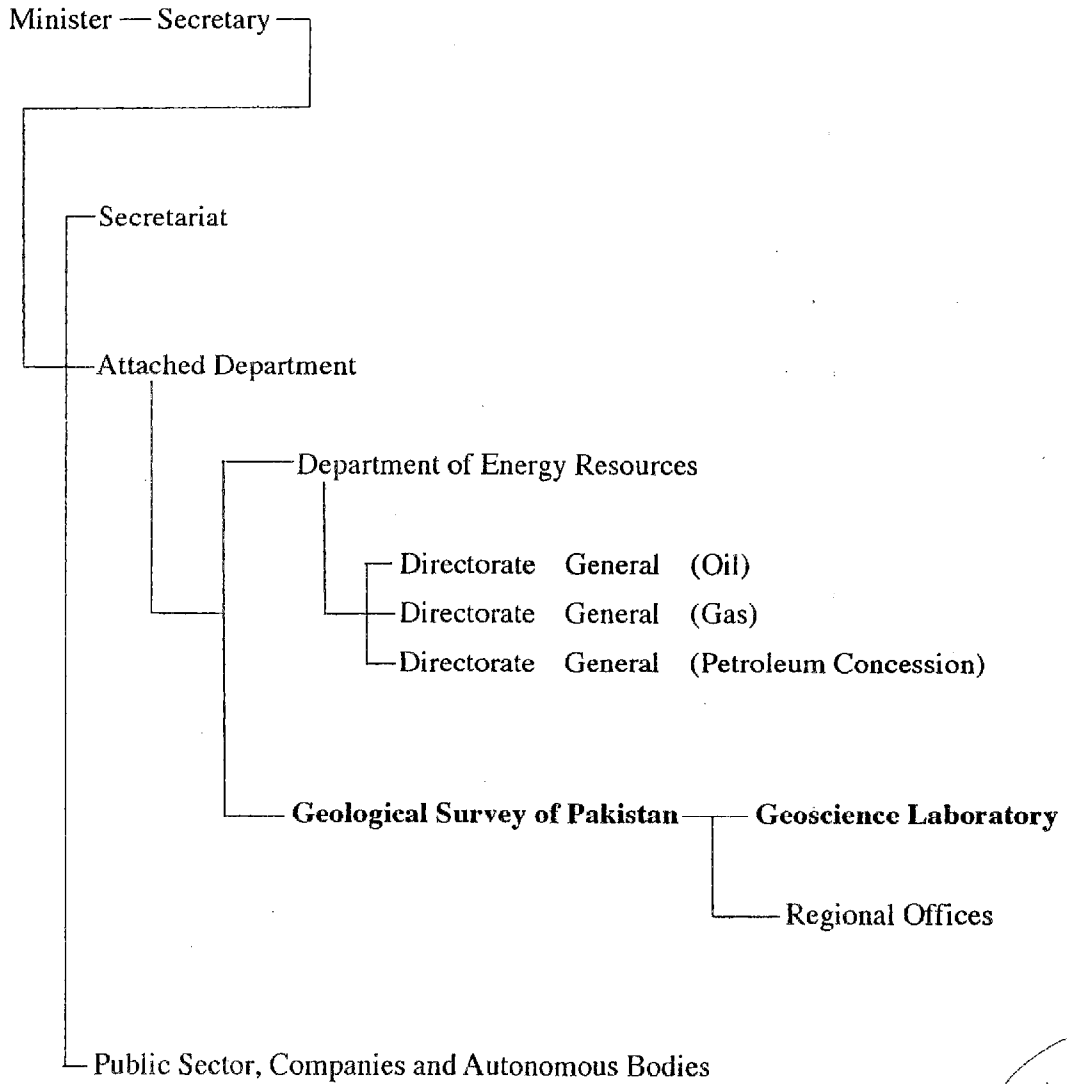 Minister — Secretary
Secretariat
Attached Department
Department of Energy Resources
Directorate General (Oil)
Directorate General (Gas)
Directorate General (Petroleum Concession)
Geological Survey of Pakistan — Geoscience Laboratory
Regional Offices
Public Sector, Companies and Autonomous Bodies